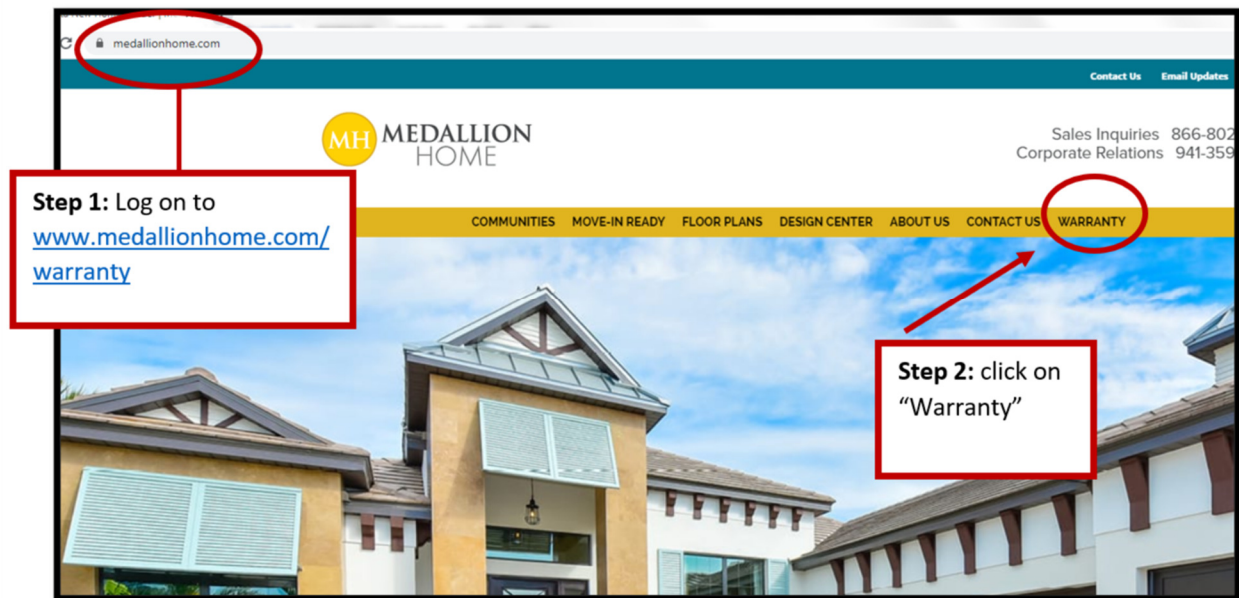 medallionhome.com
Contact Us Email Updates
MH MEDALLION
HOME
Sales Inquiries 866-802
Corporate Relations 941-359
Step 1: Log on to
www.medallionhome.com/
warranty
COMMUNITIES MOVE-IN READY FLOOR PLANS DESIGN CENTER ABOUT US CONTACT US WARRANTY
Step 2: click on
“Warranty”